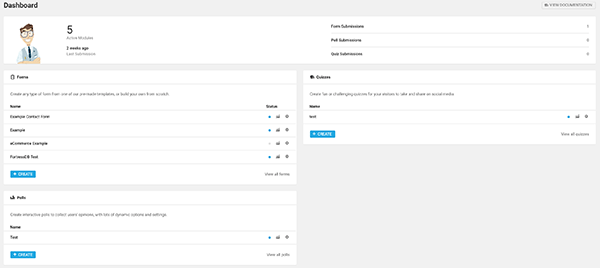 Dashboard
VIEW DOCUMENTATION
5
Active Modules
2 weeks ago
Last Submissions
Form Submissions
Poll Submissions
0
Quiz Submissions
0
Forms
Create any type of form from one of our premade templates, or build your own from scratch.
Name Status
Example Contact Form
Example
eCommerce Example
CREATE
View all forms
Polls
Create interactive polls to collect users' opinions, with lots of dynamic options and settings.
Name
Test
CREATE
View all polls
Quizzes
Create fun or challenging quizzes for your visitors to take and share on social media.
Name
test
CREATE
View all quizzes